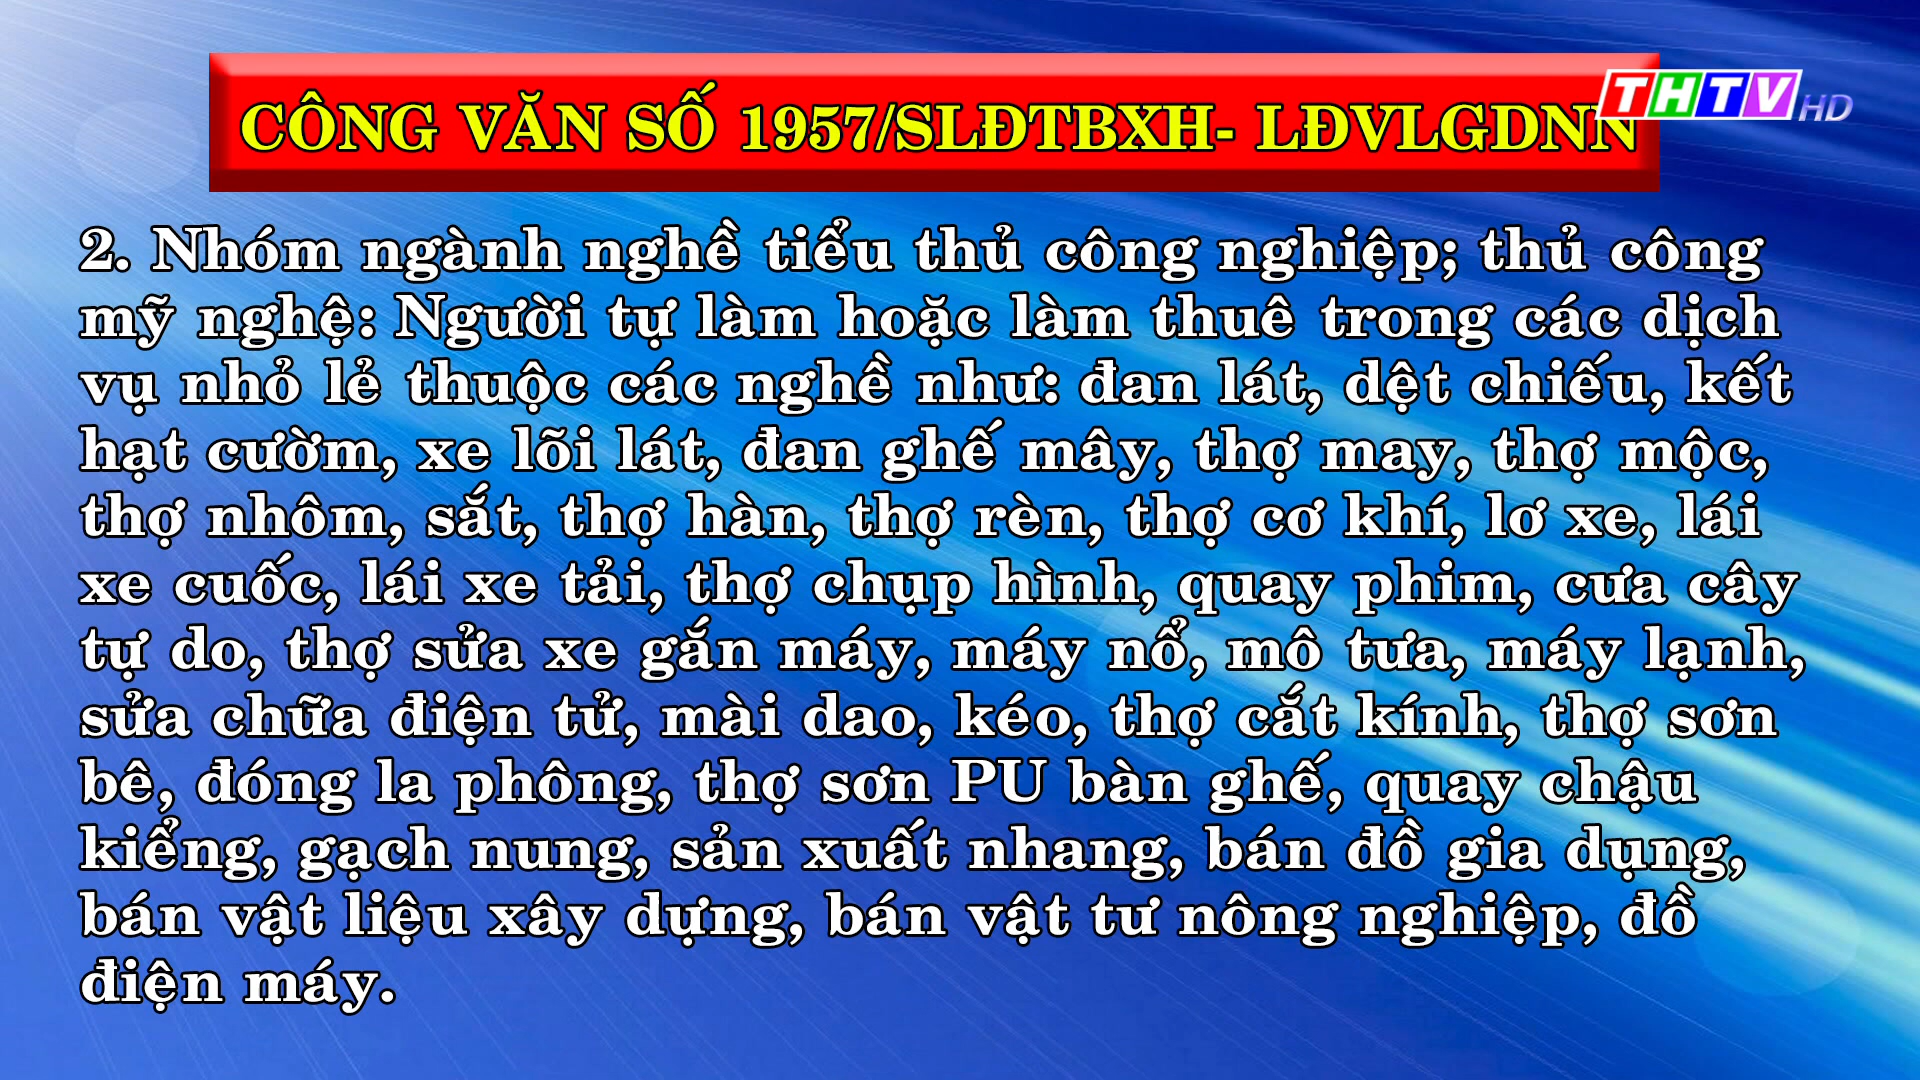 CÔNG VĂN SỐ 1957/SLĐTBXH- LĐVLGDNN
THTV HD
2. Nhóm ngành nghề tiểu thủ công nghiệp; thủ công
mỹ nghệ: Người tự làm hoặc làm thuê trong các dịch
vụ nhỏ lẻ thuộc các nghề như: đan lát, dệt chiếu, kết
hạt cườm, xe lõi lát, đan ghế mây, thợ may, thợ mộc,
thợ nhôm, sắt, thợ hàn, thợ rèn, thợ cơ khí, lơ xe, lái
xe cuốc, lái xe tải, thợ chụp hình, quay phim, cưa cây
tự do, thợ sửa xe gắn máy, máy nổ, mô tưa, máy lạnh,
sửa chữa điện tử, mài dao, kéo, thợ cắt kính, thợ sơn
bê, đóng la phông, thợ sơn PU bàn ghế, quay chậu
kiểng, gạch nung, sản xuất nhang, bán đồ gia dụng,
bán vật liệu xây dựng, bán vật tư nông nghiệp, đồ
điện máy.